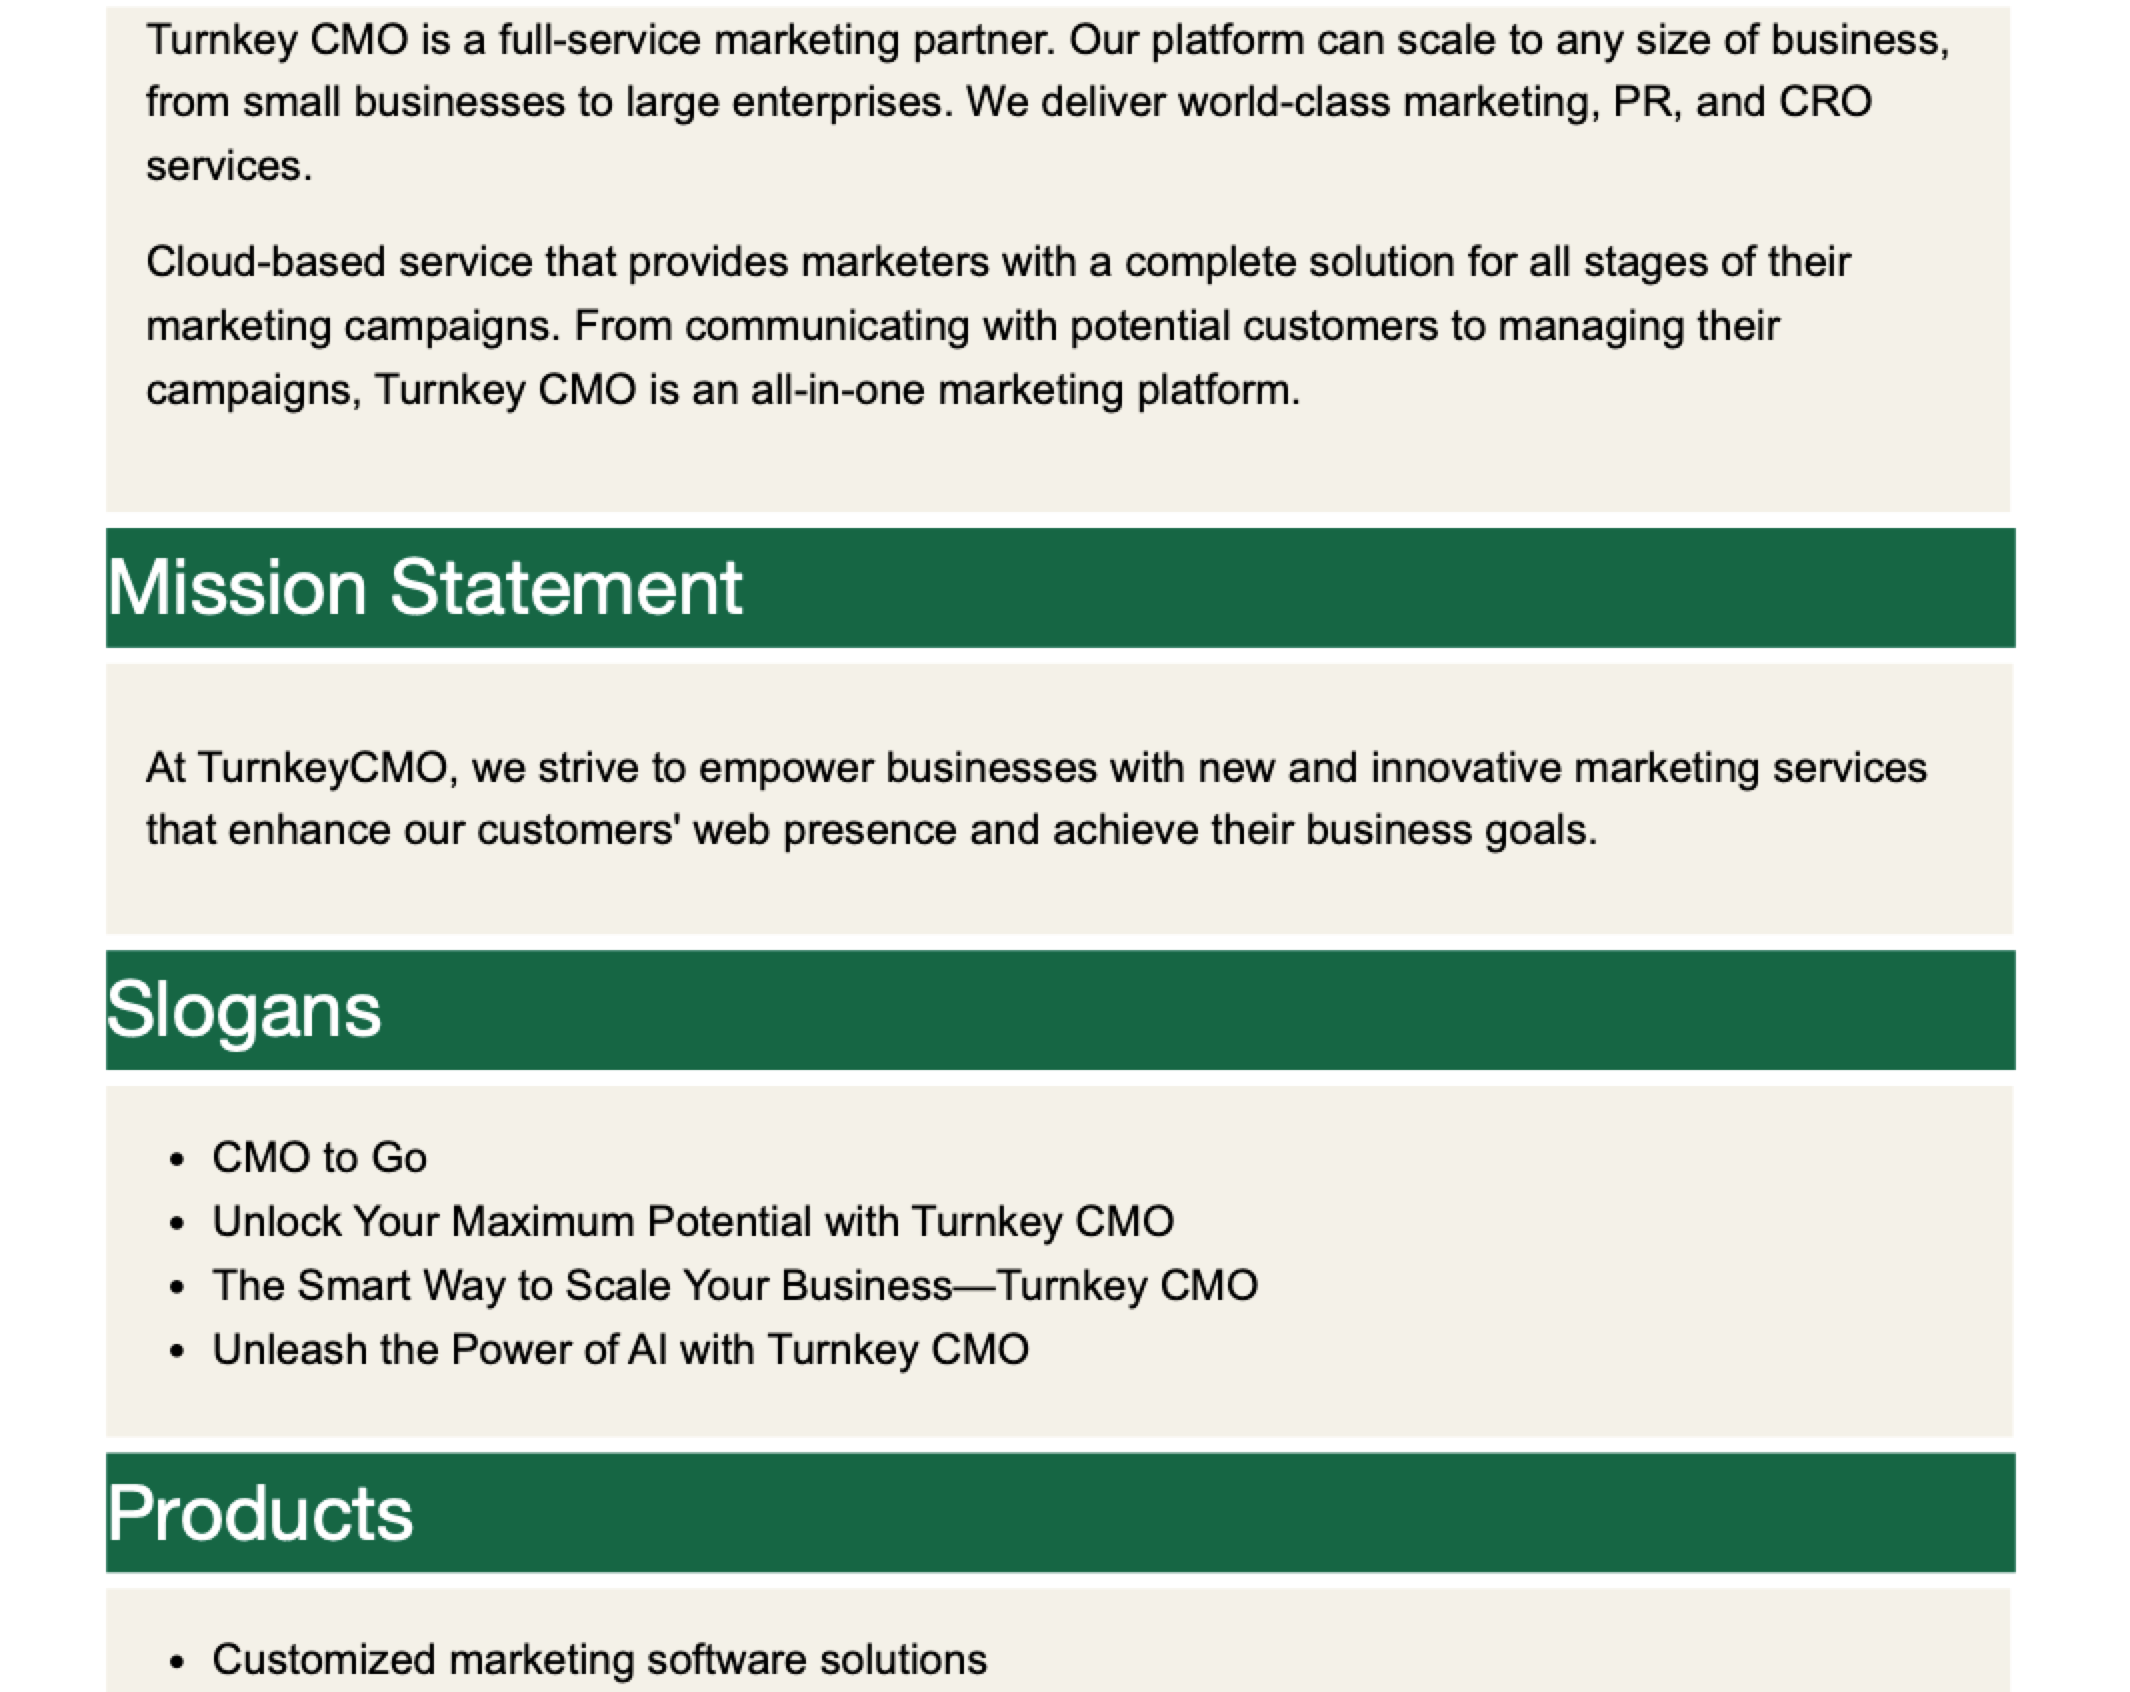 Turnkey CMO is a full-service marketing partner. Our platform can scale to any size of business,
from small businesses to large enterprises. We deliver world-class marketing, PR, and CRO
services.
Cloud-based service that provides marketers with a complete solution for all stages of their
marketing campaigns. From communicating with potential customers to managing their
campaigns, Turnkey CMO is an all-in-one marketing platform.
Mission Statement
At TurnkeyCMO, we strive to empower businesses with new and innovative marketing services
that enhance our customers' web presence and achieve their business goals.
Slogans
• CMO to Go
• Unlock Your Maximum Potential with Turnkey CMO
• The Smart Way to Scale Your Business—Turnkey CMO
• Unleash the Power of AI with Turnkey CMO
Products
• Customized marketing software solutions